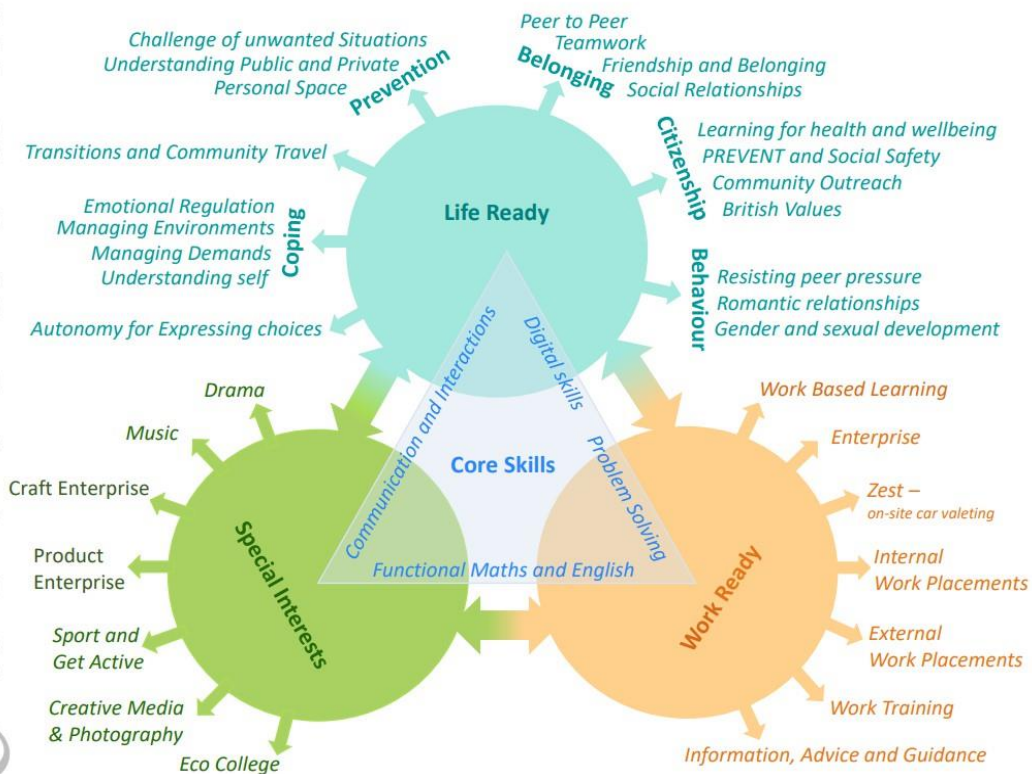 Challenge of unwanted Situations
Understanding Public and Private
Personal Space
Prevention
Peer to Peer
Teamwork
Belonging
Friendship and Belonging
Social Relationships
Citizenship
Learning for health and wellbeing
PREVENT and Social Safety
Community Outreach
British Values
Transitions and Community Travel
Emotional Regulation
Managing Environments
Managing Demands
Understanding self
Coping
Autonomy for Expressing choices
Life Ready
Behaviour
Resisting peer pressure
Romantic relationships
Gender and sexual development
Communication and Interactions
Digital skills
Problem Solving
Core Skills
Functional Maths and English
Drama
Music
Craft Enterprise
Product
Enterprise
Sport and
Get Active
Creative Media
& Photography
Eco College
Special Interests
Work Ready
Work Based Learning
Enterprise
Zest –
on-site car valeting
Internal
Work Placements
External
Work Placements
Work Training
Information, Advice and Guidance